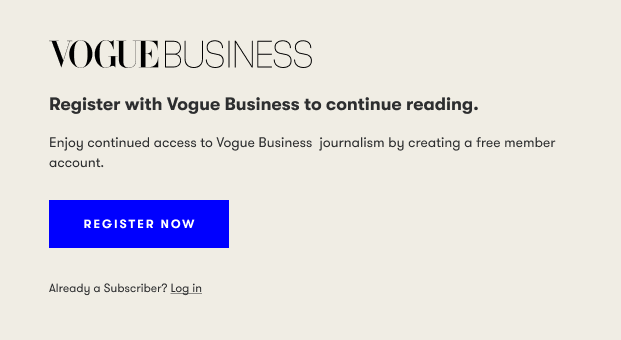 VOGUE BUSINESS
Register with Vogue Business to continue reading.
Enjoy continued access to Vogue Business  journalism by creating a free member
account.
REGISTER NOW
Already a Subscriber? Log in